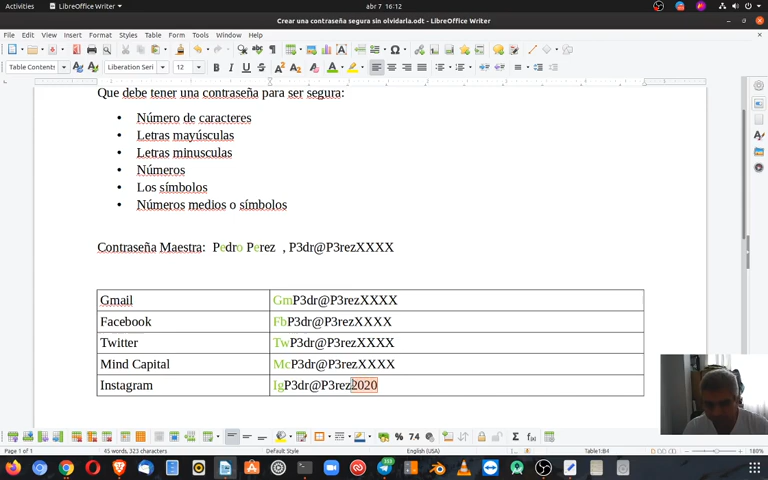 Activities LibreOffice Writer abr 7 16:12
Crear una contraseña segura sin olvidarla.odt - LibreOffice Writer
File Edit View Insert Format Styles Table Form Tools Window Help
Table Contents Liberation Seri 12
Que debe tener una contraseña para ser segura:
• Número de caracteres
• Letras mayúsculas
• Letras minusculas
• Números
• Los símbolos
• Números medios o símbolos
Contraseña Maestra: Pedro Perez , P3dr@P3rezXXXX
Gmail GmP3dr@P3rezXXXX
Facebook FbP3dr@P3rezXXXX
Twitter TwP3dr@P3rezXXXX
Mind Capital McP3dr@P3rezXXXX
Instagram IgP3dr@P3rez2020
Page 1 of 1 45 words, 323 characters Default Style English (USA) Table1:B4 180%